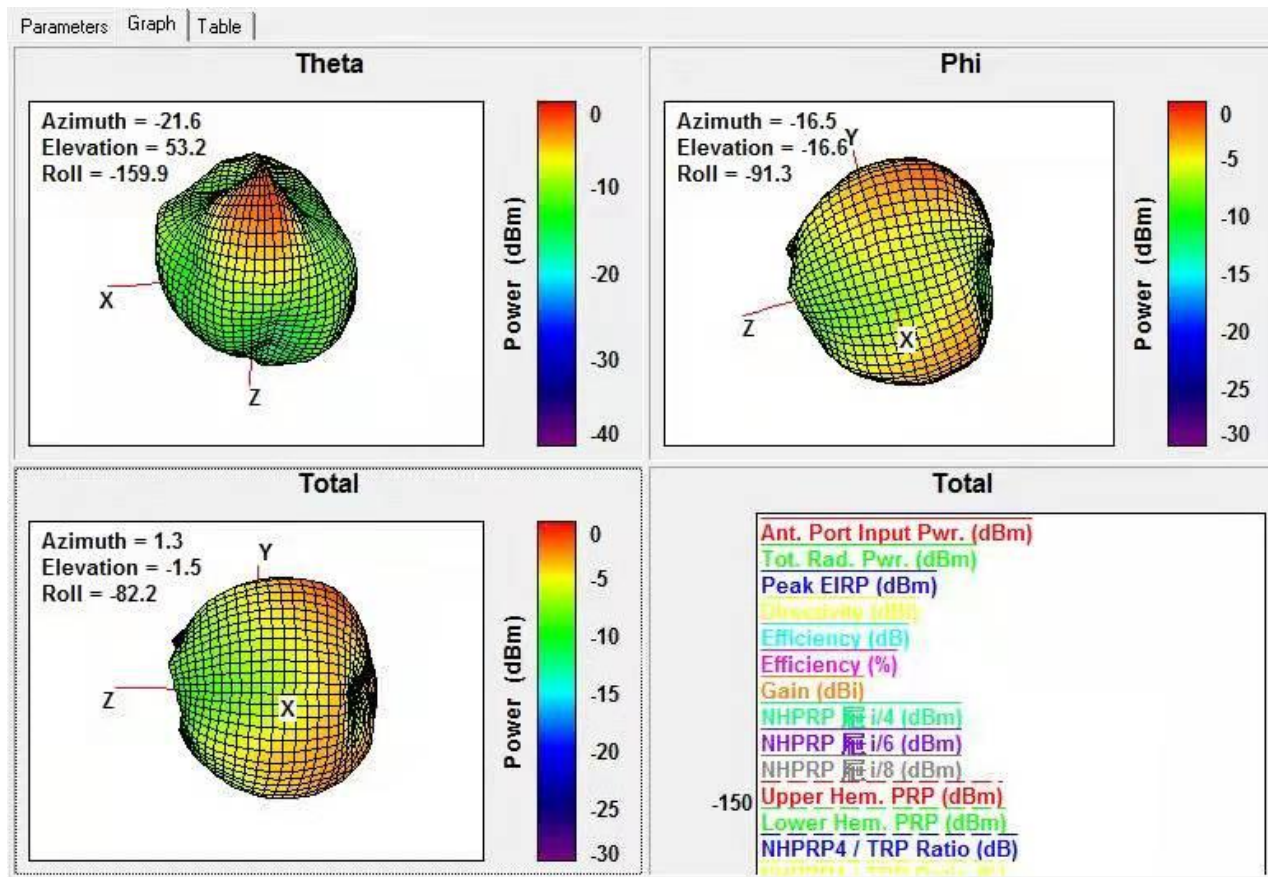 Parameters Graph Table
Theta
Azimuth = -21.6
Elevation = 53.2
Roll = -159.9
X
Z
Power (dBm)
0
-10
-20
-30
-40
Phi
Azimuth = -16.5
Elevation = -16.6
Roll = -91.3
Y
Z
X
Power (dBm)
0
-5
-10
-15
-20
-25
-30
Total
Azimuth = 1.3
Elevation = -1.5
Roll = -82.2
Y
Z
X
Power (dBm)
0
-5
-10
-15
-20
-25
-30
Total
Ant. Port Input Pwr. (dBm)
Tot. Rad. Pwr. (dBm)
Peak EIRP (dBm)
Directivity (dBi)
Efficiency (dB)
Efficiency (%)
Gain (dBi)
NHPRP i/4 (dBm)
NHPRP i/6 (dBm)
NHPRP i/8 (dBm)
-150
Upper Hem. PRP (dBm)
Lower Hem. PRP (dBm)
NHPRP4 / TRP Ratio (dB)